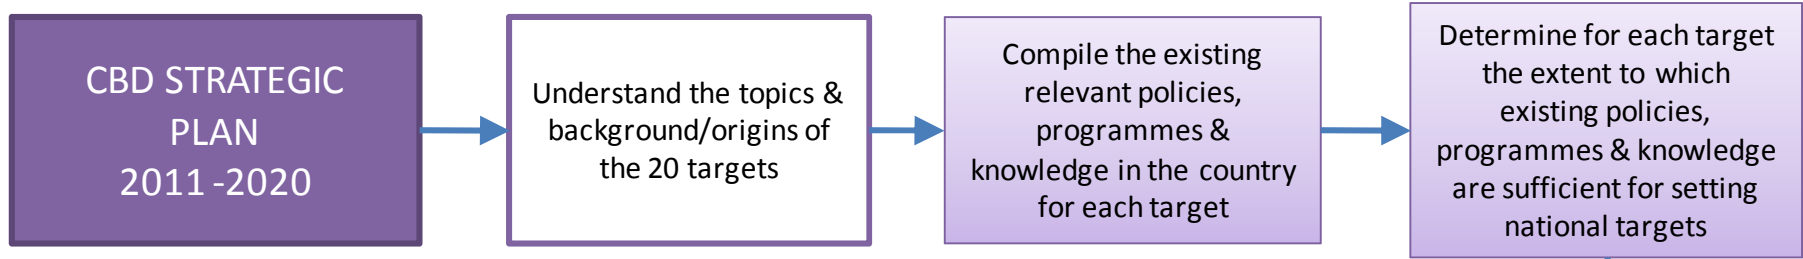 CBD STRATEGIC
PLAN
2011-2020
Understand the topics &
background/origins of
the 20 targets
Compile the existing
relevant policies,
programmes &
knowledge in the country
for each target
Determine for each target
the extent to which
existing policies,
programmes & knowledge
are sufficient for setting
national targets